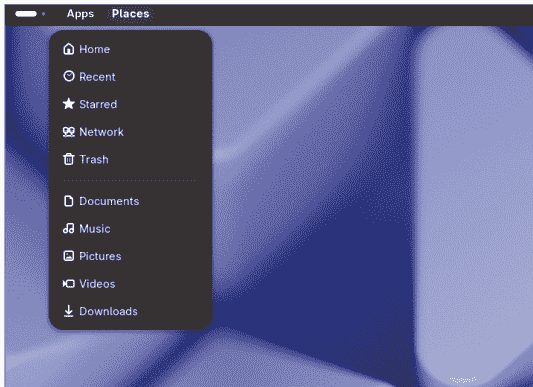 Apps Places
Home
Recent
Starred
Network
Trash
Documents
Music
Pictures
Videos
Downloads